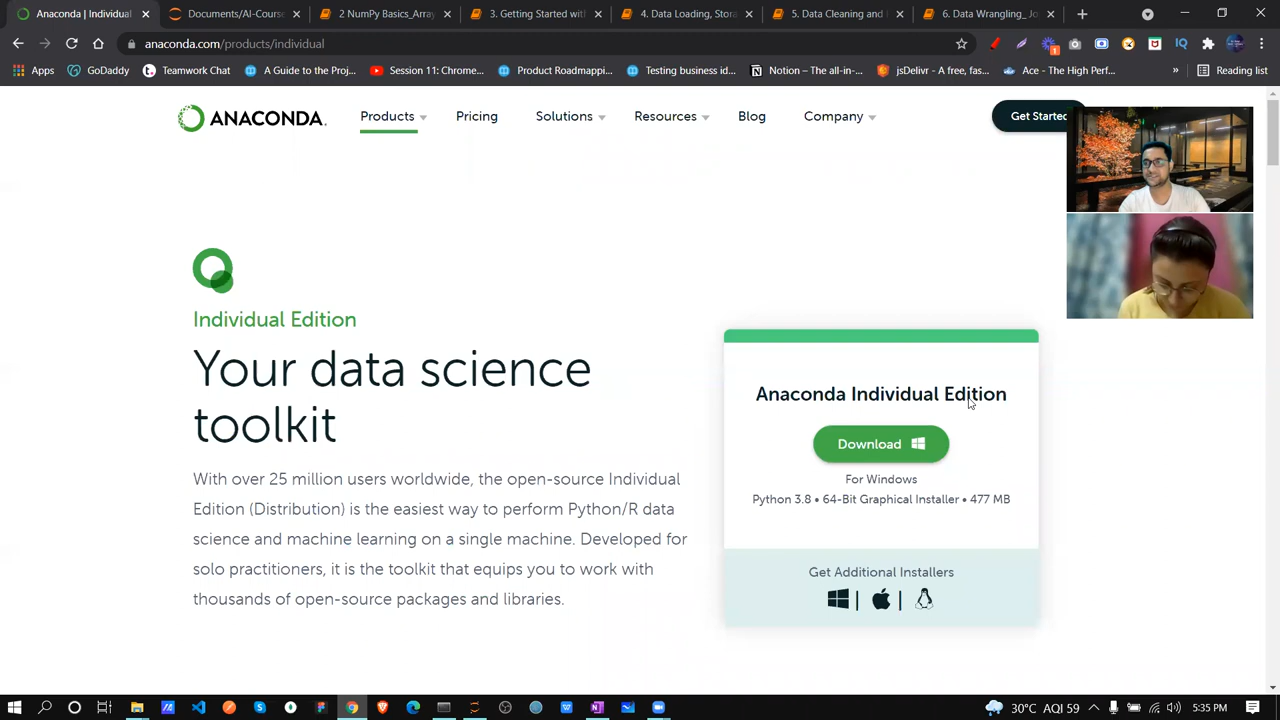 Anaconda | Individual
Documents/AI-Cours
2 NumPy Basics_Array
3. Getting Started with
4. Data Loading, Stora
5. Data Cleaning and
6. Data Wrangling_ Jo
anaconda.com/products/individual
Apps
GoDaddy
Teamwork Chat
A Guide to the Proj...
Session 11: Chrome...
Product Roadmappi...
Testing business id...
Notion – The all-in-...
jsDelivr - A free, fas...
Ace - The High Perf...
Reading list
ANACONDA.
Products
Pricing
Solutions
Resources
Blog
Company
Get Started
Individual Edition
Your data science
toolkit
With over 25 million users worldwide, the open-source Individual
Edition (Distribution) is the easiest way to perform Python/R data
science and machine learning on a single machine. Developed for
solo practitioners, it is the toolkit that equips you to work with
thousands of open-source packages and libraries.
Anaconda Individual Edition
Download
For Windows
Python 3.8 • 64-Bit Graphical Installer • 477 MB
Get Additional Installers
30°C AQI 59
5:35 PM